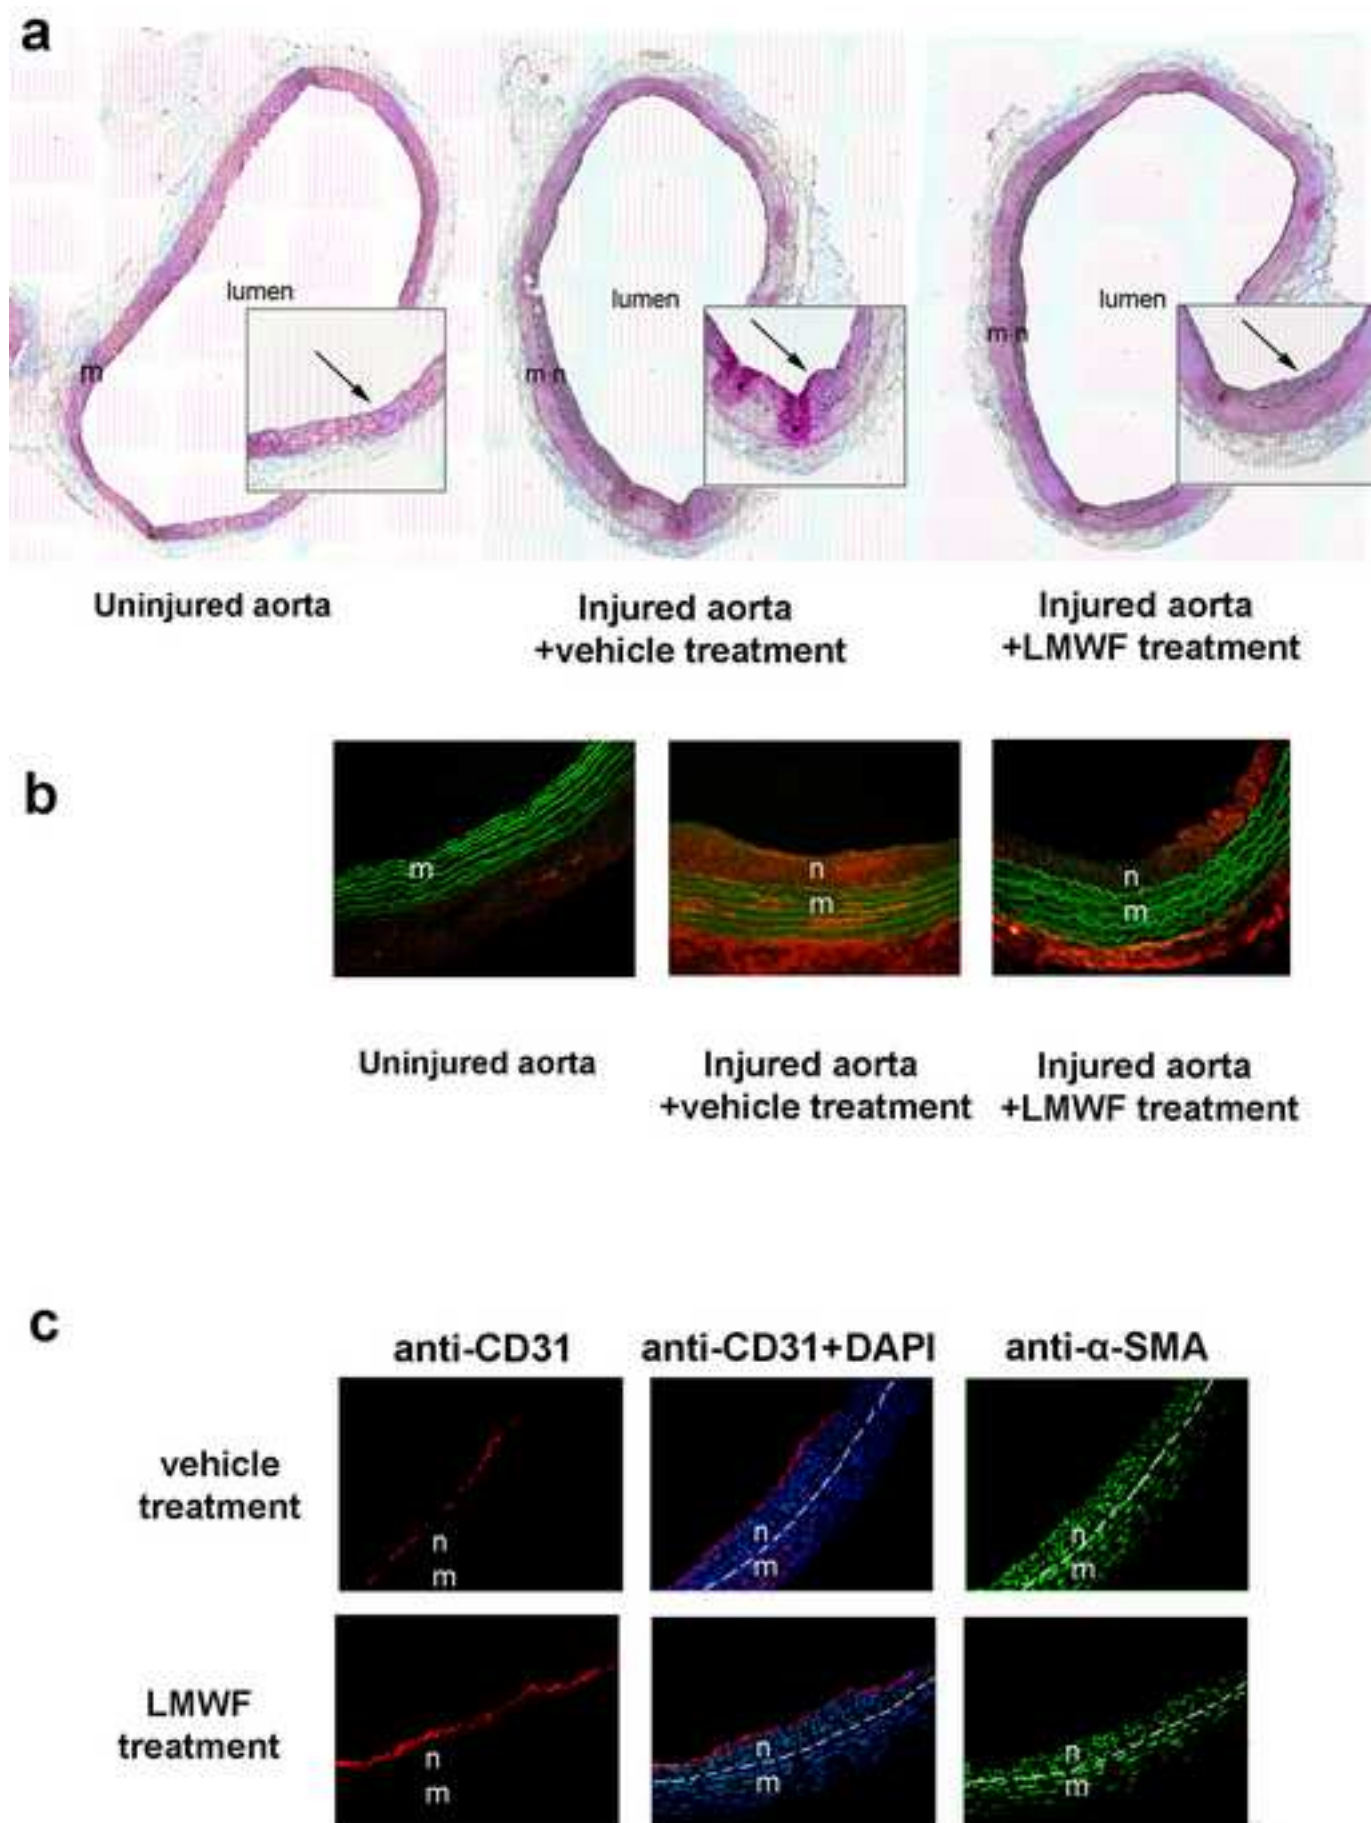 a
lumen
lumen
lumen
m
m n
m n
Uninjured aorta
Injured aorta
+vehicle treatment
Injured aorta
+LMWF treatment
b
m
n
m
n
m
Uninjured aorta
Injured aorta
+vehicle treatment
Injured aorta
+LMWF treatment
c
anti-CD31
anti-CD31+DAPI
anti-α-SMA
vehicle
treatment
n
m
n
m
n
m
LMWF
treatment
n
m
n
m
n
m